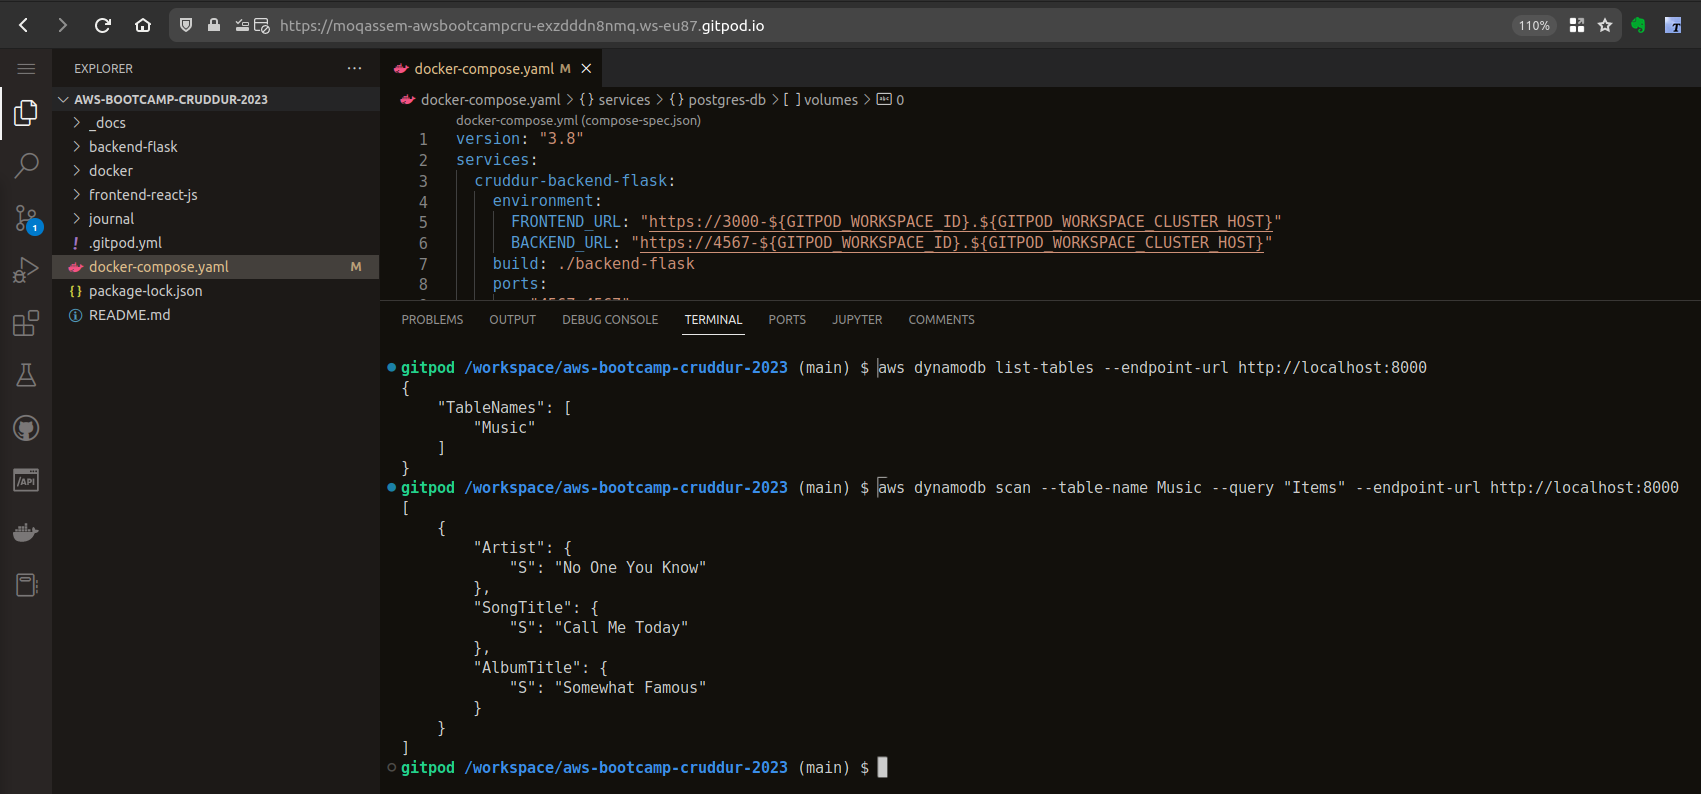 https://moqassem-awsbootcampcru-exzdddn8nmq.ws-eu87.gitpod.io
110%
EXPLORER
AWS-BOOTCAMP-CRUDDUR-2023
_docs
backend-flask
docker
frontend-react-js
journal
.gitpod.yml
docker-compose.yaml M
package-lock.json
README.md
1
/API
docker-compose.yaml M
docker-compose.yaml > {} services > {} postgres-db > [ ] volumes > abc 0
docker-compose.yml (compose-spec.json)
1 version: "3.8"
2 services:
3 cruddur-backend-flask:
4 environment:
5 FRONTEND_URL: "https://3000-${GITPOD_WORKSPACE_ID}.${GITPOD_WORKSPACE_CLUSTER_HOST}"
6 BACKEND_URL: "https://4567-${GITPOD_WORKSPACE_ID}.${GITPOD_WORKSPACE_CLUSTER_HOST}"
7 build: ./backend-flask
8 ports:
PROBLEMS OUTPUT DEBUG CONSOLE TERMINAL PORTS JUPYTER COMMENTS
gitpod /workspace/aws-bootcamp-cruddur-2023 (main) $ aws dynamodb list-tables --endpoint-url http://localhost:8000
{
"TableNames": [
"Music"
]
}
gitpod /workspace/aws-bootcamp-cruddur-2023 (main) $ aws dynamodb scan --table-name Music --query "Items" --endpoint-url http://localhost:8000
[
{
"Artist": {
"S": "No One You Know"
},
"SongTitle": {
"S": "Call Me Today"
},
"AlbumTitle": {
"S": "Somewhat Famous"
}
}
]
gitpod /workspace/aws-bootcamp-cruddur-2023 (main) $